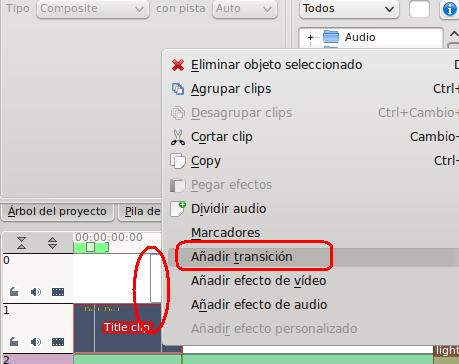 Tipo Composite con pista Auto Todos
Audio
Eliminar objeto seleccionado D
Agrupar clips Ctrl+
Desagrupar clips Ctrl+Cambio+
Cortar clip Cambio+
Copy Ctrl+
Pegar efectos
Dividir audio
Marcadores
Añadir transición
Añadir efecto de vídeo
Añadir efecto de audio
Añadir efecto personalizado
Árbol del proyecto Pila de
00:00:00:00
0
1
Title clip
light
2